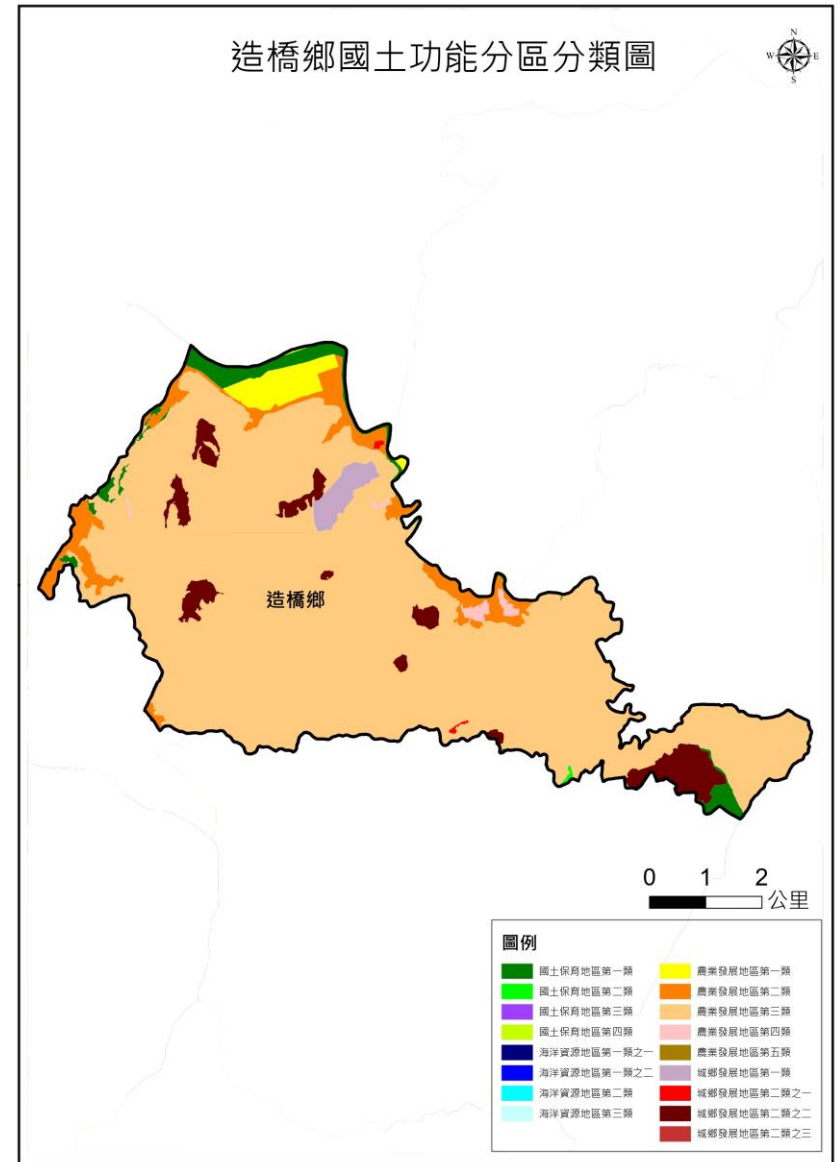 造橋鄉國土功能分區分類圖
N
W
E
S
造橋鄉
0 1 2
公里
圖例
國土保育地區第一類
國土保育地區第二類
國土保育地區第三類
國土保育地區第四類
海洋資源地區第一類之一
海洋資源地區第一類之二
海洋資源地區第二類
海洋資源地區第三類
農業發展地區第一類
農業發展地區第二類
農業發展地區第三類
農業發展地區第四類
農業發展地區第五類
城鄉發展地區第一類
城鄉發展地區第二類之一
城鄉發展地區第二類之二
城鄉發展地區第二類之三